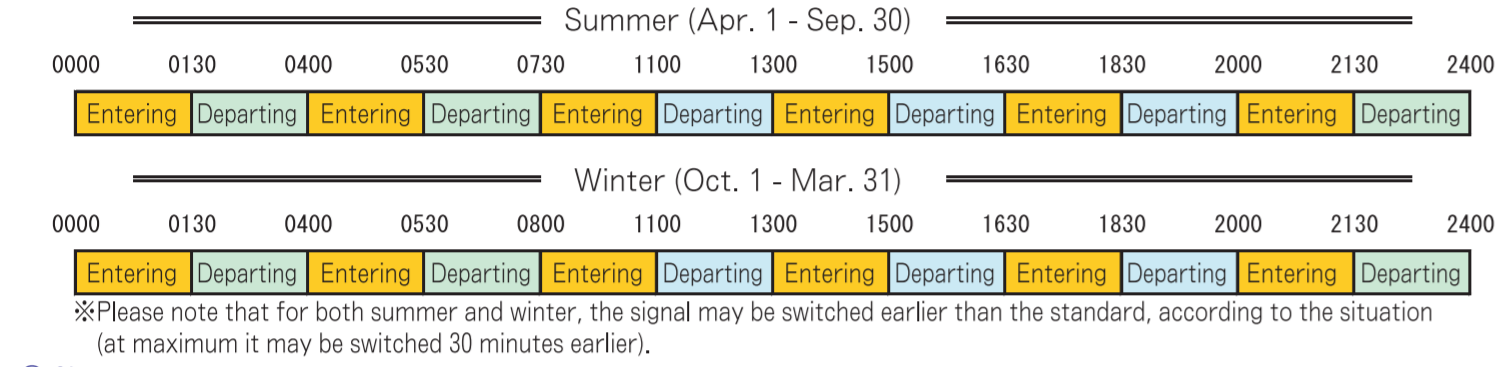 Summer (Apr. 1 - Sep. 30)
0000 0130 0400 0530 0730 1100 1300 1500 1630 1830 2000 2130 2400
Entering Departing Entering Departing Entering Departing Entering Departing Entering Departing Entering Departing
Winter (Oct. 1 - Mar. 31)
0000 0130 0400 0530 0800 1100 1300 1500 1630 1830 2000 2130 2400
Entering Departing Entering Departing Entering Departing Entering Departing Entering Departing Entering Departing
※Please note that for both summer and winter, the signal may be switched earlier than the standard, according to the situation
(at maximum it may be switched 30 minutes earlier).